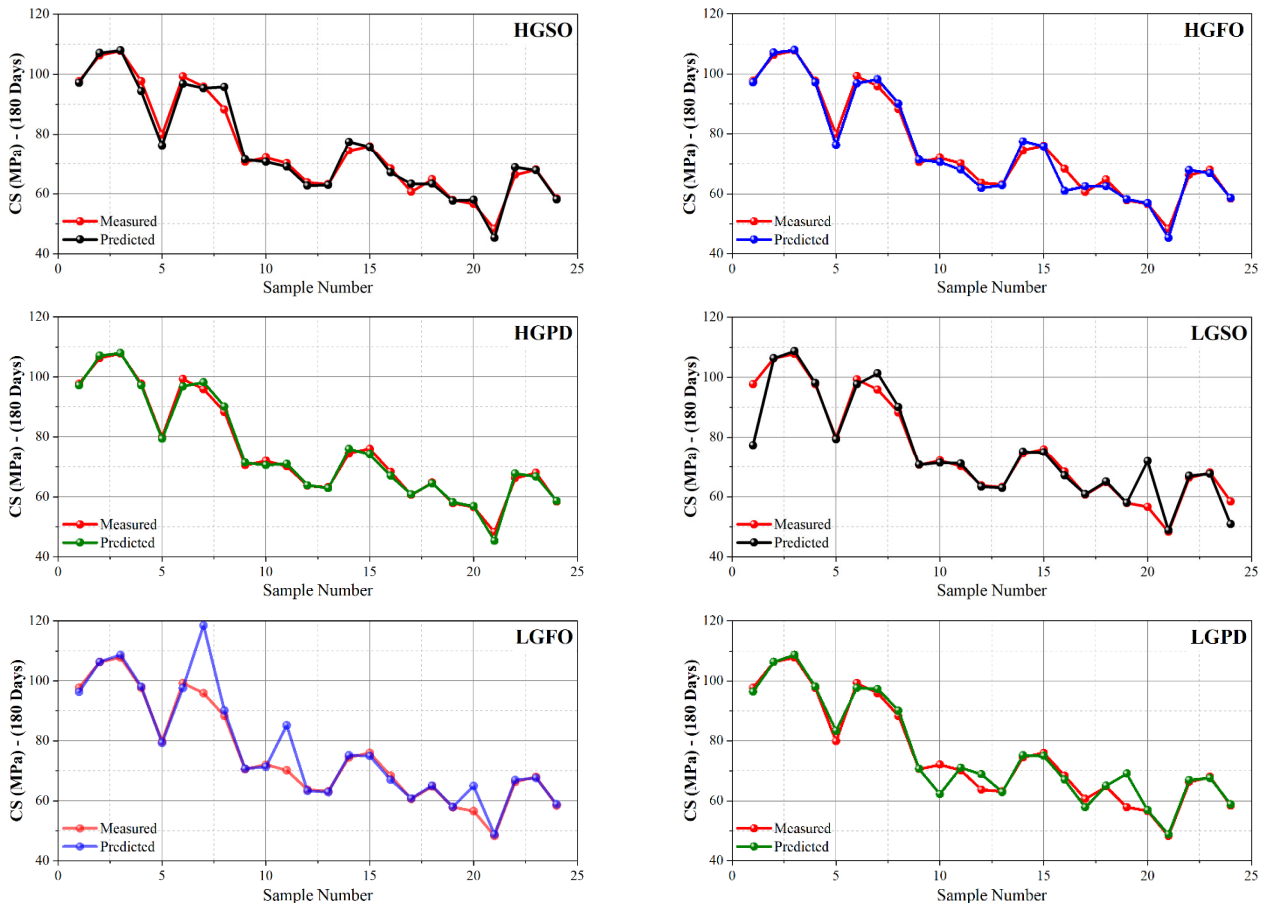 HGSO
CS (MPa) - (180 Days)
120
100
80
60
40
Measured
Predicted
0 5 10 15 20 25
Sample Number
HGFO
CS (MPa) - (180 Days)
120
100
80
60
40
Measured
Predicted
0 5 10 15 20 25
Sample Number
HGPD
CS (MPa) - (180 Days)
120
100
80
60
40
Measured
Predicted
0 5 10 15 20 25
Sample Number
LGSO
CS (MPa) - (180 Days)
120
100
80
60
40
Measured
Predicted
0 5 10 15 20 25
Sample Number
LGFO
CS (MPa) - (180 Days)
120
100
80
60
40
Measured
Predicted
0 5 10 15 20 25
Sample Number
LGPD
CS (MPa) - (180 Days)
120
100
80
60
40
Measured
Predicted
0 5 10 15 20 25
Sample Number